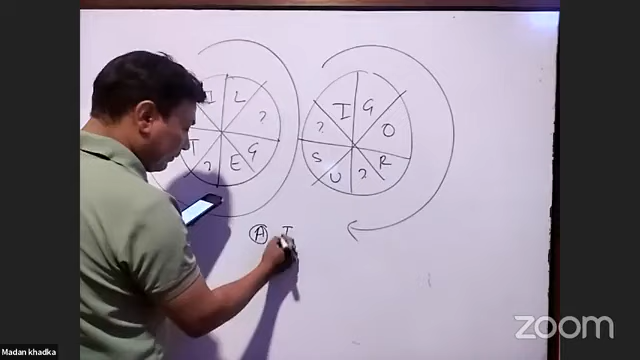 I L ? G E ? T
I G O R ? U S ?
(A) I
Madan khadka
zoom